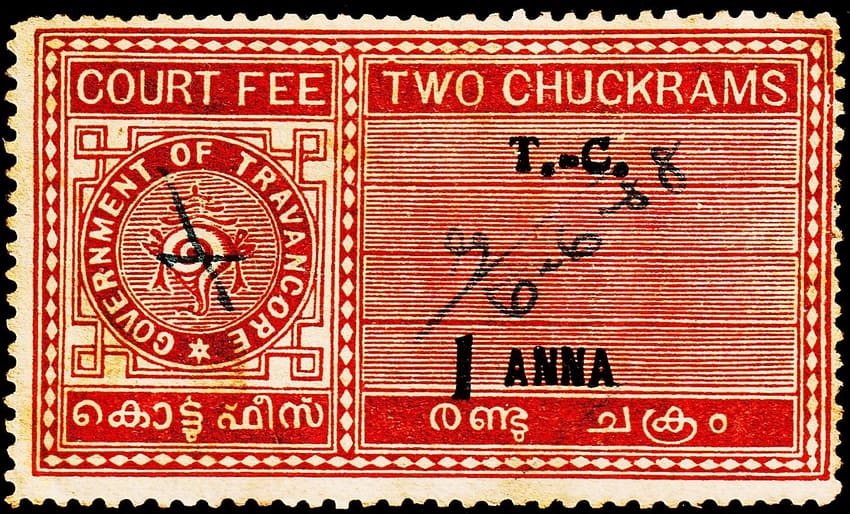 COURT FEE
TWO CHUCKRAMS
GOVERNMENT OF TRAVANCORE
T.-C.
1 ANNA
കൊട്ടു ഫീസ്
രണ്ടു ചക്രം